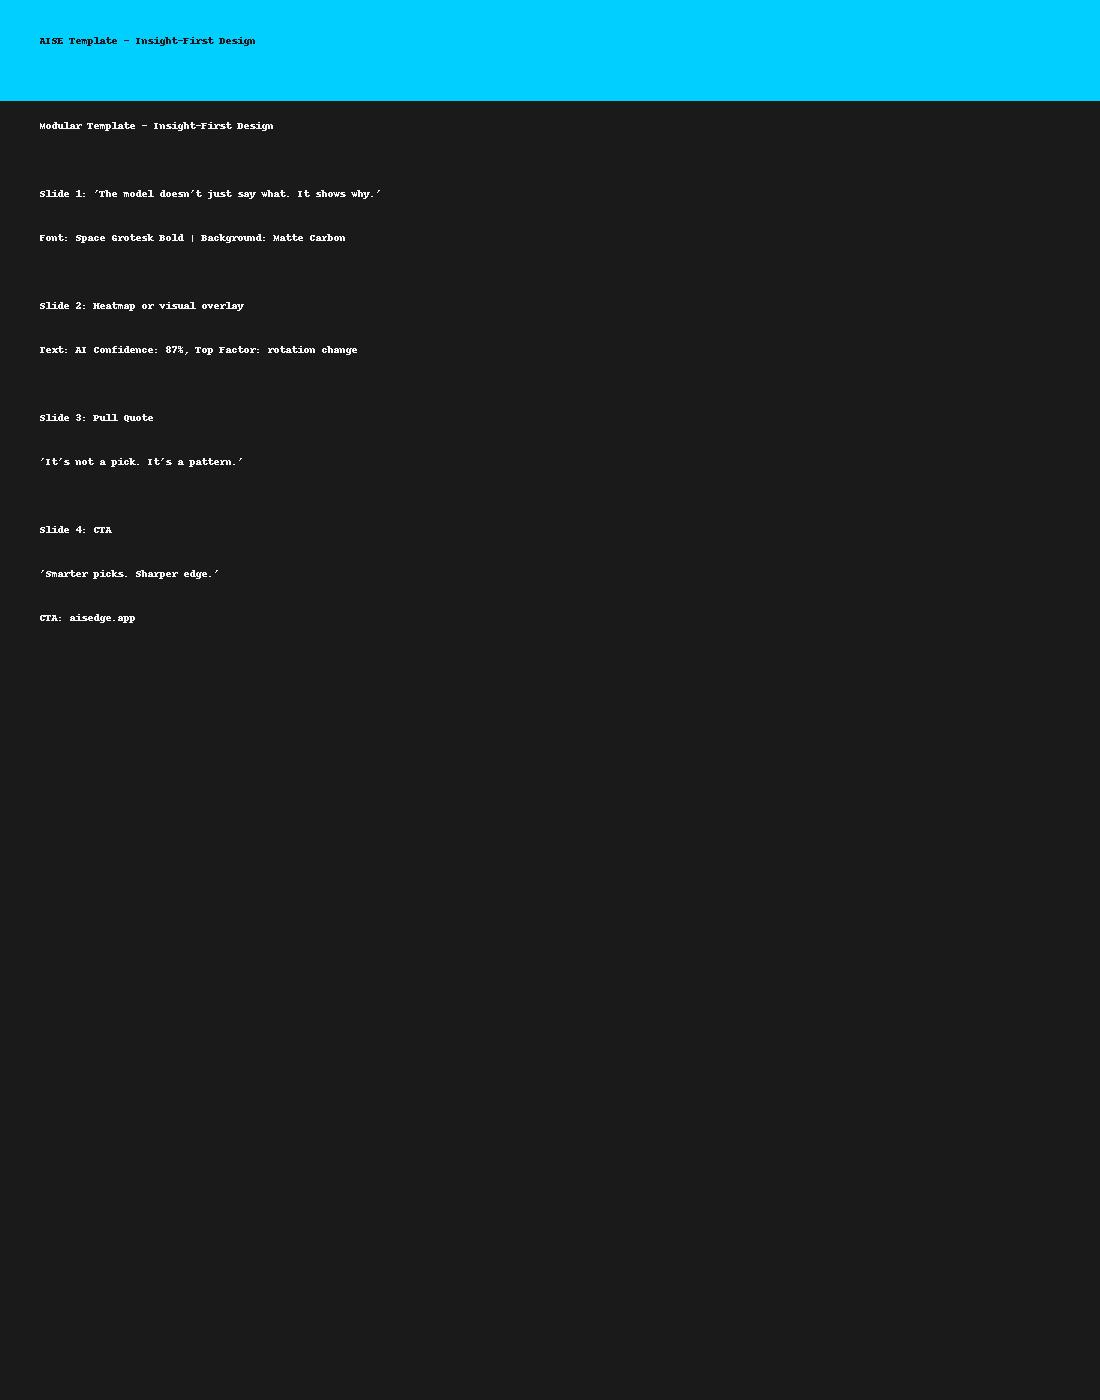 AISE Template - Insight-First Design
Modular Template - Insight-First Design
Slide 1: 'The model doesn't just say what. It shows why.'
Font: Space Grotesk Bold | Background: Matte Carbon
Slide 2: Heatmap or visual overlay
Text: AI Confidence: 87%, Top Factor: rotation change
Slide 3: Pull Quote
'It's not a pick. It's a pattern.'
Slide 4: CTA
'Smarter picks. Sharper edge.'
CTA: aisedge.app